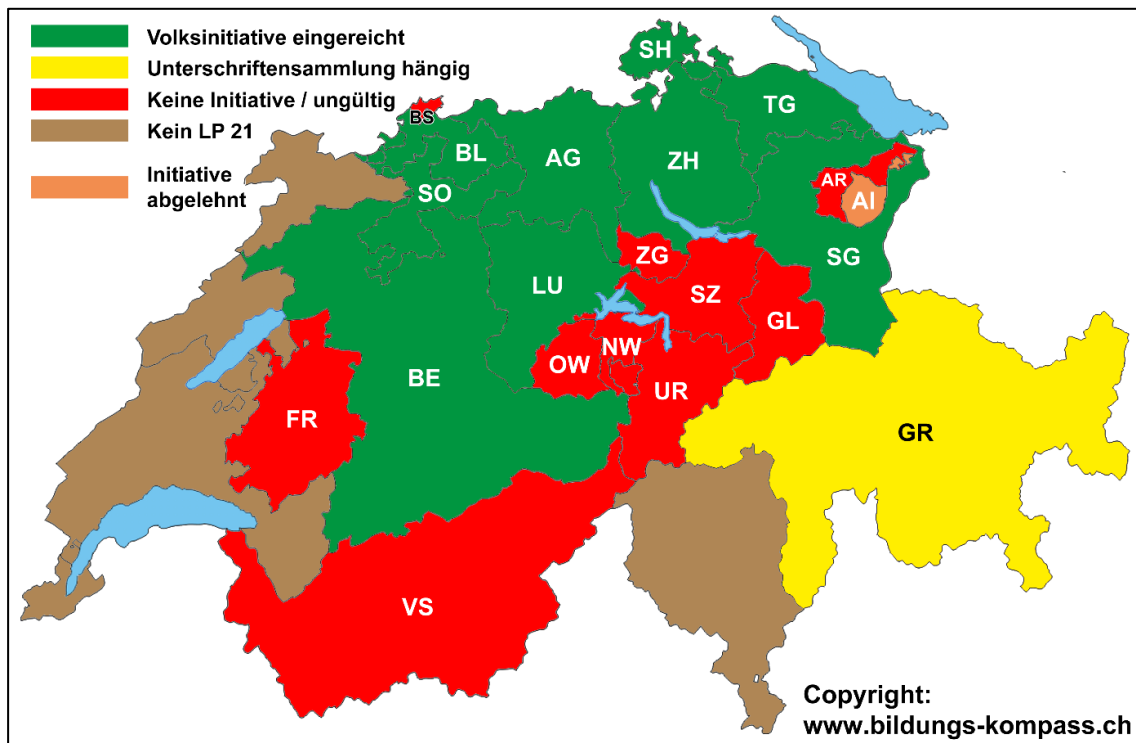 Volksinitiative eingereicht
Unterschriftensammlung hängig
Keine Initiative / ungültig
Kein LP 21
Initiative
abgelehnt
SH
TG
BS
BL
AG
ZH
SO
AR
AI
ZG
SG
LU
SZ
GL
NW
OW
BE
UR
FR
GR
VS
Copyright:
www.bildungs-kompass.ch